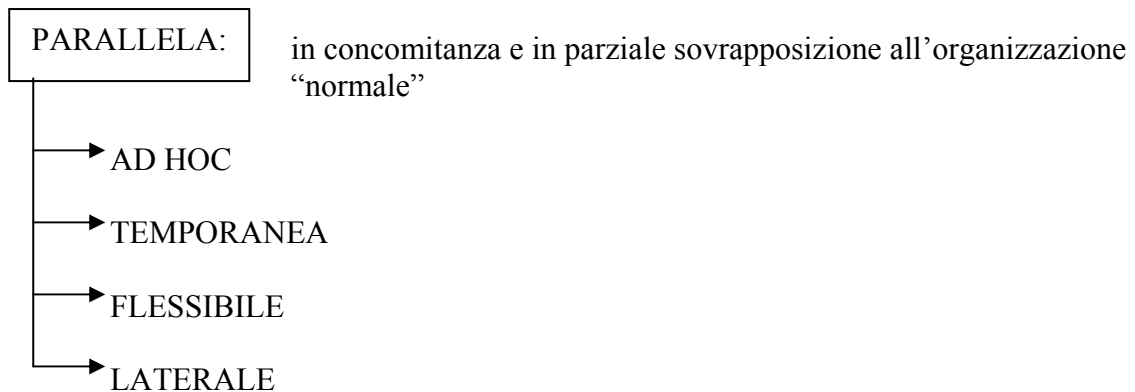 PARALLELA:
in concomitanza e in parziale sovrapposizione all’organizzazione
“normale”
AD HOC
TEMPORANEA
FLESSIBILE
LATERALE